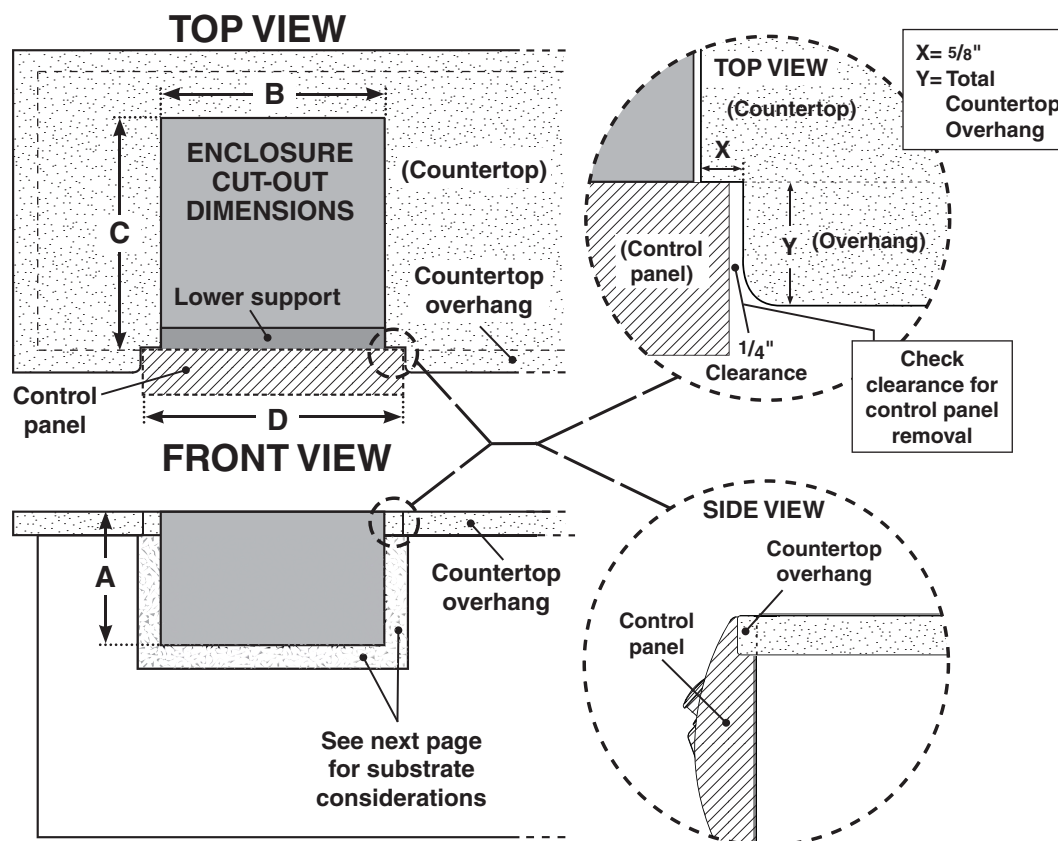 TOP VIEW
B
ENCLOSURE
CUT-OUT
DIMENSIONS
(Countertop)
C
Lower support
Countertop
overhang
Control
panel
D
TOP VIEW
(Countertop)
X
(Control
panel)
Y
(Overhang)
1/4"
Clearance
X= 5/8"
Y= Total
Countertop
Overhang
Check
clearance for
control panel
removal
FRONT VIEW
A
Countertop
overhang
See next page
for substrate
considerations
SIDE VIEW
Countertop
overhang
Control
panel